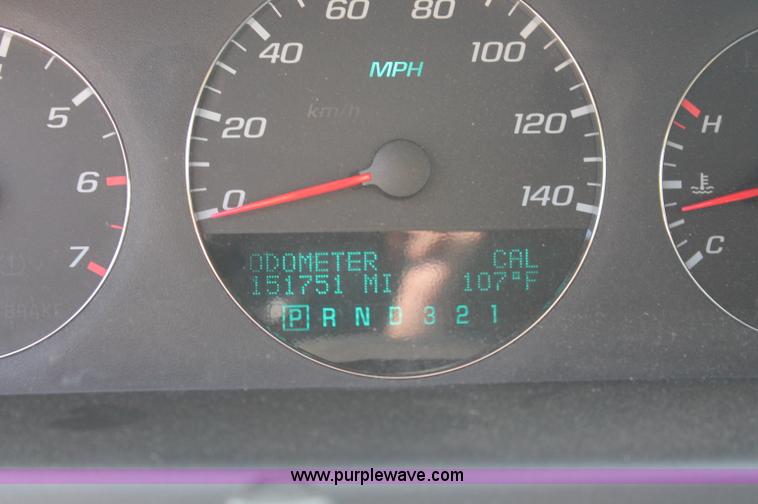 60 80
40 100
MPH
km/h
20 120
0 140
5
6
7
H
C
ODOMETER CAL
151751 MI 107°F
P R N D 3 2 1
BRAKE
www.purplewave.com